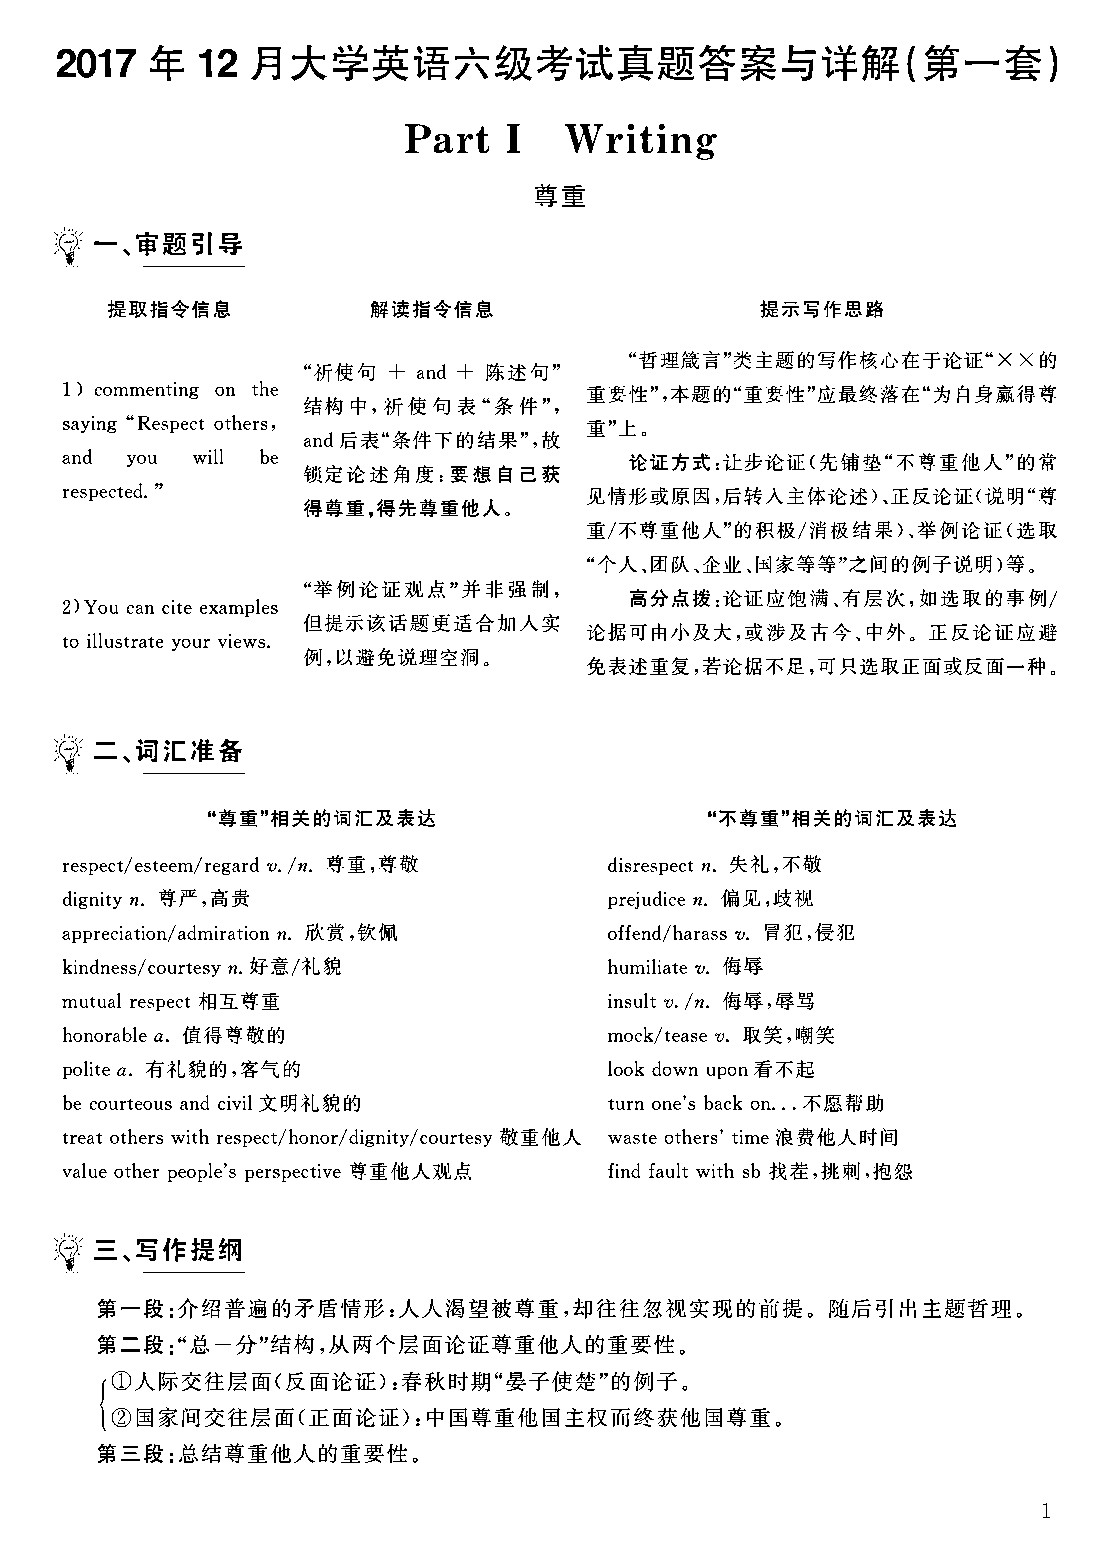 2017 年 12 月大学英语六级考试真题答案与详解(第一套)
Part I Writing
尊重
一、审题引导
提取指令信息
1) commenting on the
saying “Respect others,
and you will be
respected.”
2)You can cite examples
to illustrate your views.
解读指令信息
“祈使句 + and + 陈述句”
结构中,祈使句表“条件”,
and后表“条件下的结果”,故
锁定论述角度:要想自己获
得尊重,得先尊重他人。
“举例论证观点”并非强制,
但提示该话题更适合加入实
例,以避免说理空洞。
提示写作思路
“哲理箴言”类主题的写作核心在于论证“××的
重要性”,本题的“重要性”应最终落在“为自身赢得尊
重”上。
论证方式:让步论证(先铺垫“不尊重他人”的常
见情形或原因,后转入主体论述)、正反论证(说明“尊
重/不尊重他人”的积极/消极结果)、举例论证(选取
“个人、团队、企业、国家等等”之间的例子说明)等。
高分点拨:论证应饱满、有层次,如选取的事例/
论据可由小及大,或涉及古今、中外。正反论证应避
免表述重复,若论据不足,可只选取正面或反面一种。
二、词汇准备
“尊重”相关的词汇及表达
respect/esteem/regard v./n. 尊重,尊敬
dignity n. 尊严,高贵
appreciation/admiration n. 欣赏,钦佩
kindness/courtesy n.好意/礼貌
mutual respect 相互尊重
honorable a. 值得尊敬的
polite a. 有礼貌的,客气的
be courteous and civil文明礼貌的
treat others with respect/honor/dignity/courtesy 敬重他人
value other people’s perspective 尊重他人观点
“不尊重”相关的词汇及表达
disrespect n. 失礼,不敬
prejudice n. 偏见,歧视
offend/harass v. 冒犯,侵犯
humiliate v. 侮辱
insult v./n. 侮辱,辱骂
mock/tease v. 取笑,嘲笑
look down upon看不起
turn one’s back on...不愿帮助
waste others’ time浪费他人时间
find fault with sb 找茬,挑刺,抱怨
三、写作提纲
第一段:介绍普遍的矛盾情形:人人渴望被尊重,却往往忽视实现的前提。随后引出主题哲理。
第二段:“总—分”结构,从两个层面论证尊重他人的重要性。
①人际交往层面(反面论证):春秋时期“晏子使楚”的例子。
②国家间交往层面(正面论证):中国尊重他国主权而终获他国尊重。
第三段:总结尊重他人的重要性。
1